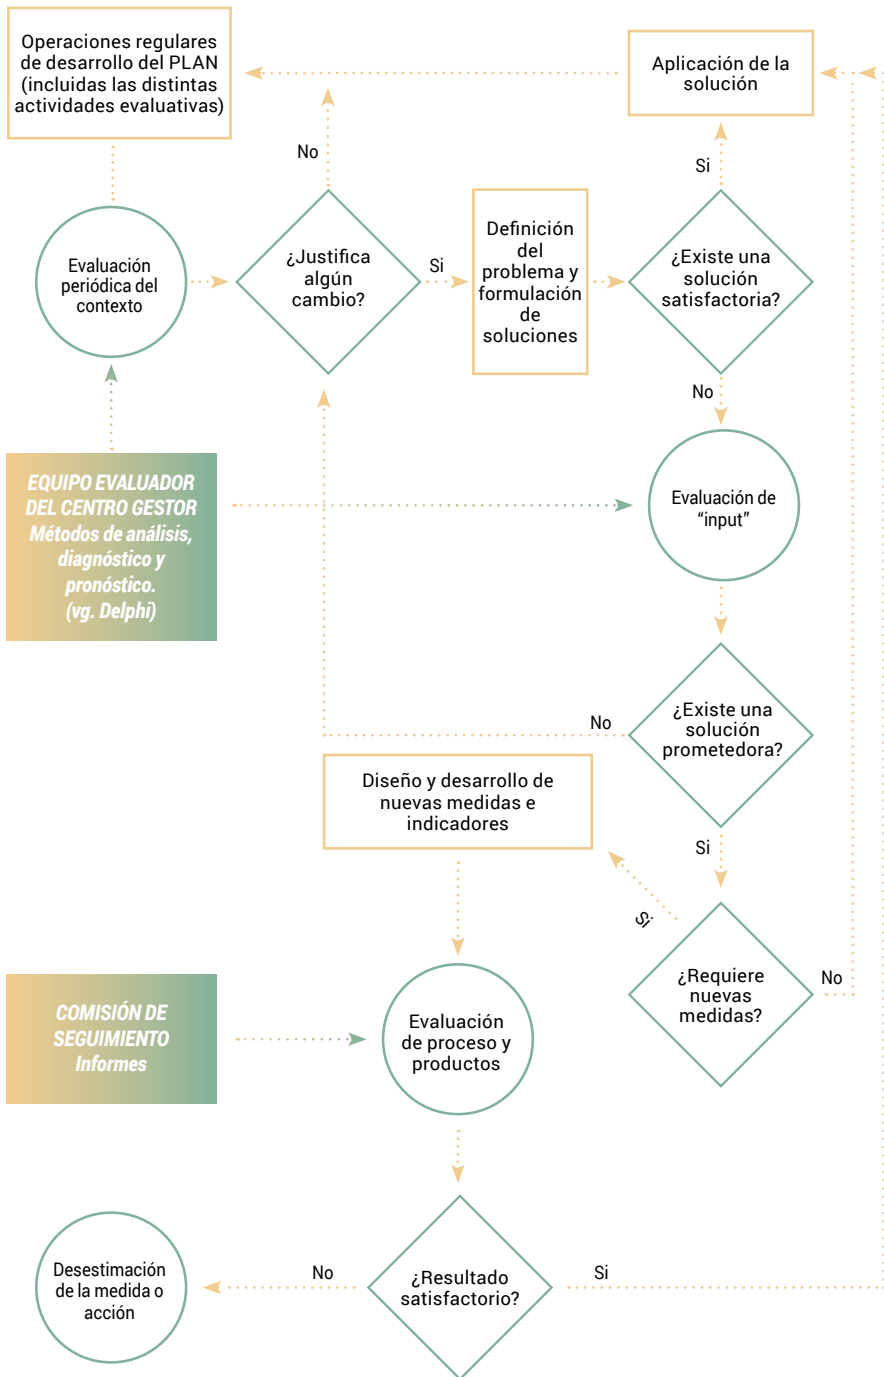 Operaciones regulares
de desarrollo del PLAN
(incluidas las distintas
actividades evaluativas)
Aplicación de la
solución
No
Si
Evaluación
periódica del
contexto
¿Justifica
algún
cambio?
Si
Definición
del
problema y
formulación
de
soluciones
¿Existe una
solución
satisfactoria?
No
EQUIPO EVALUADOR
DEL CENTRO GESTOR
Métodos de análisis,
diagnóstico y
pronóstico.
(vg. Delphi)
Evaluación de
“input”
No
¿Existe una
solución
prometedora?
Diseño y desarrollo de
nuevas medidas e
indicadores
Si
Si
¿Requiere
nuevas
medidas?
No
COMISIÓN DE
SEGUIMIENTO
Informes
Evaluación
de proceso y
productos
Desestimación
de la medida o
acción
No
¿Resultado
satisfactorio?
Si